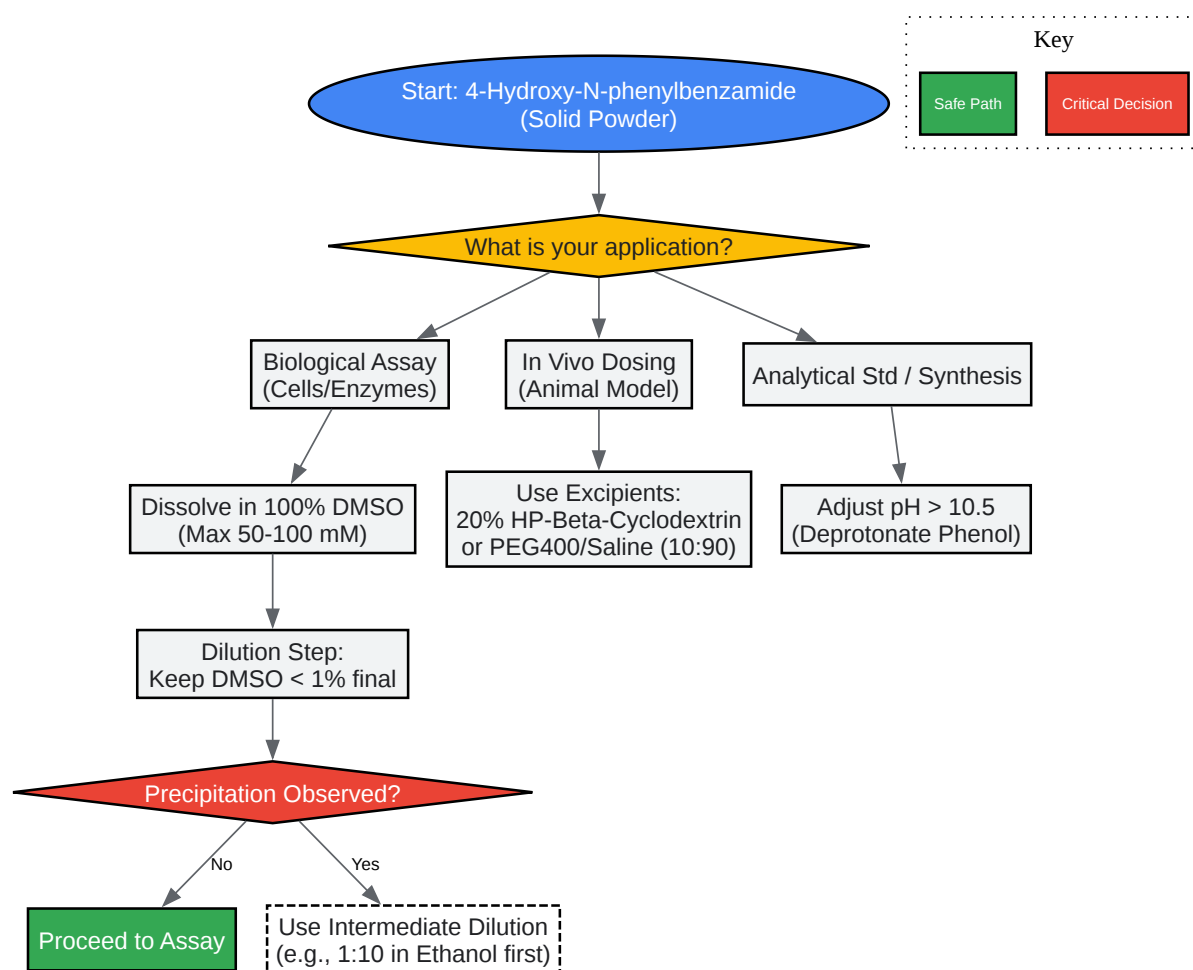 Key
Safe Path
Critical Decision
Start: 4-Hydroxy-N-phenylbenzamide
(Solid Powder)
What is your application?
Biological Assay
(Cells/Enzymes)
In Vivo Dosing
(Animal Model)
Analytical Std / Synthesis
Dissolve in 100% DMSO
(Max 50-100 mM)
Use Excipients:
20% HP-Beta-Cyclodextrin
or PEG400/Saline (10:90)
Adjust pH > 10.5
(Deprotonate Phenol)
Dilution Step:
Keep DMSO < 1% final
Precipitation Observed?
No
Yes
Proceed to Assay
Use Intermediate Dilution
(e.g., 1:10 in Ethanol first)